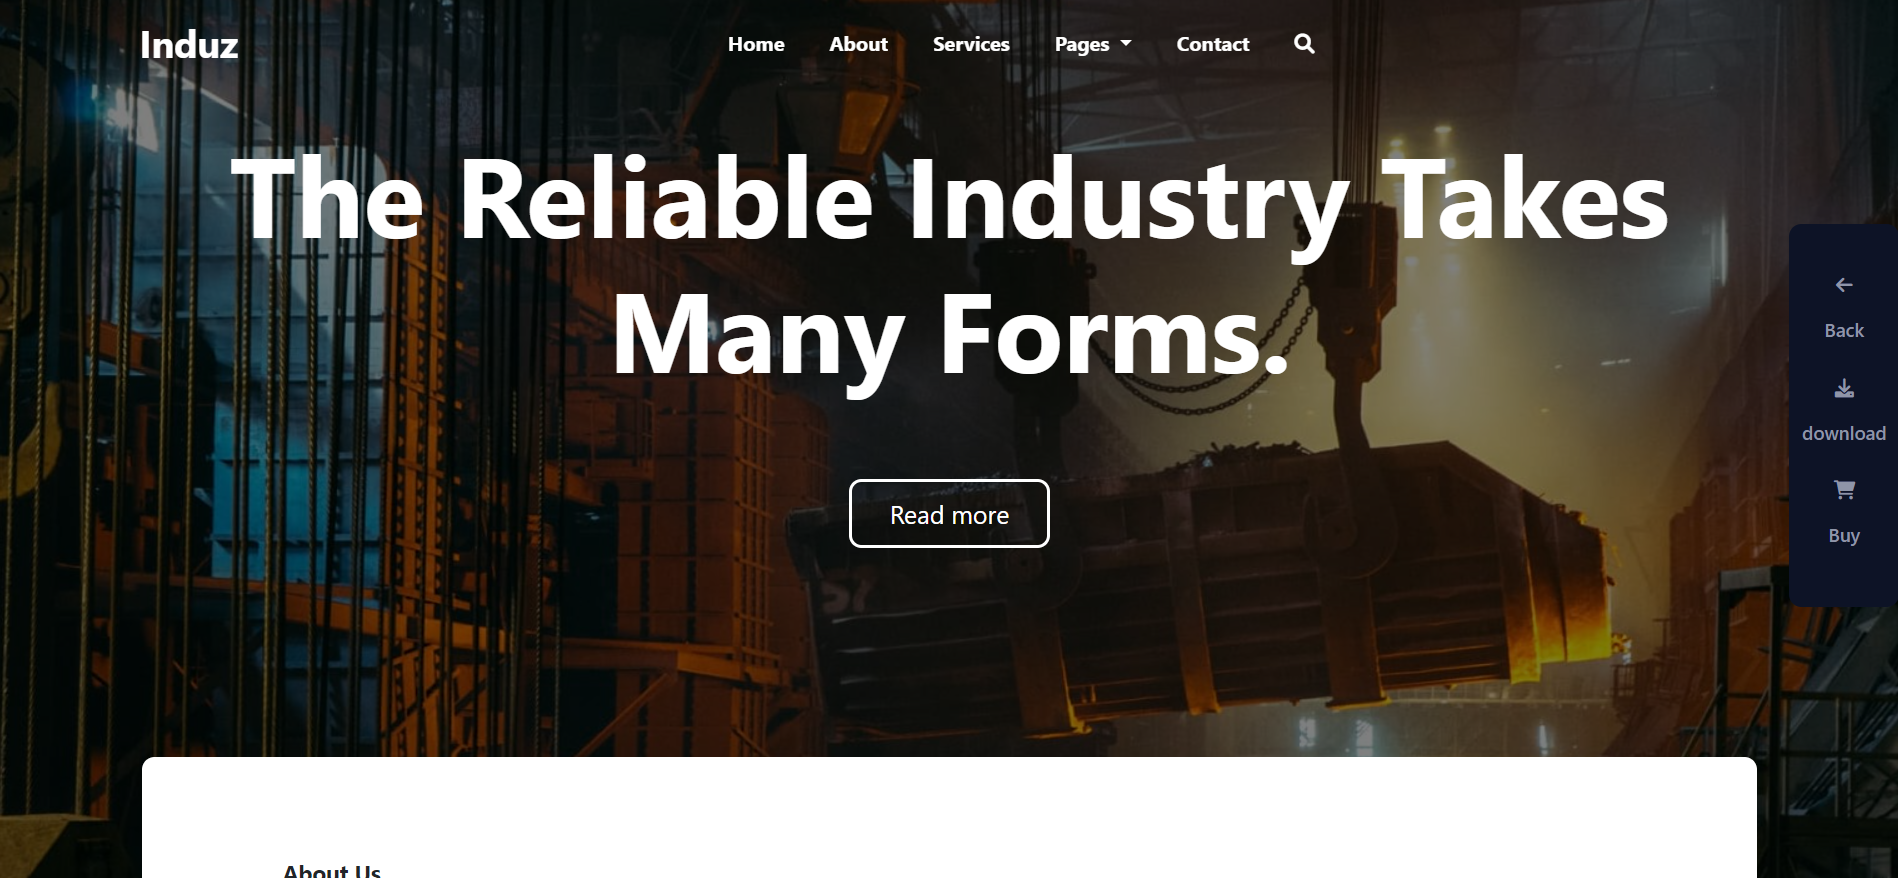 Induz
Home About Services Pages Contact
The Reliable Industry Takes
Many Forms.
Read more
Back
download
Buy
About Us